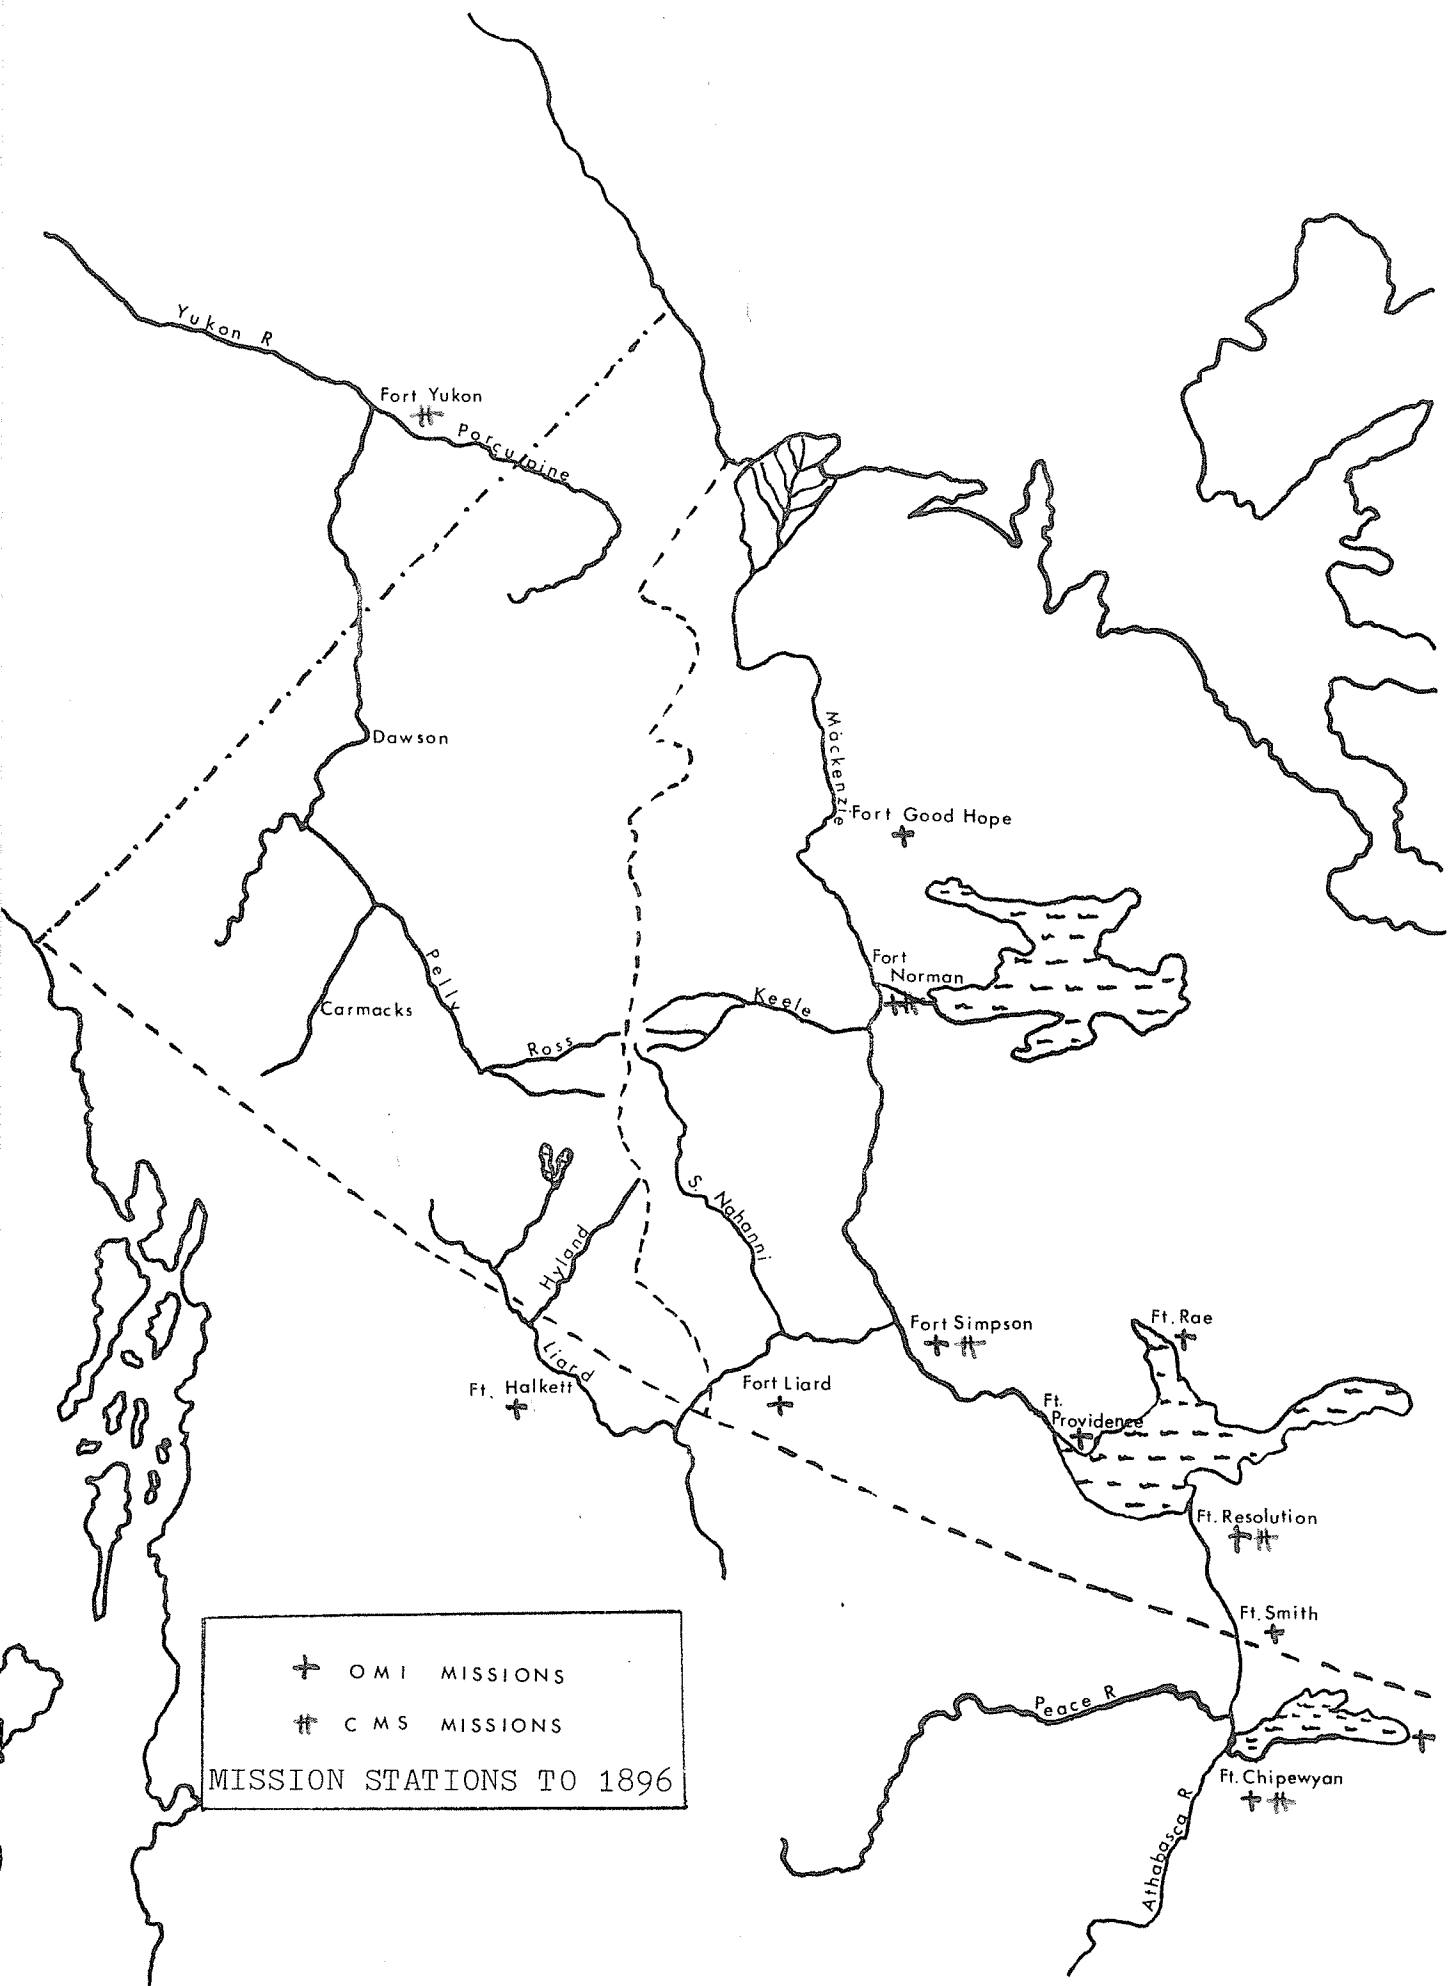 Yukon R
Fort Yukon
Porcupine
Dawson
Mackenzie
Fort Good Hope
Fort
Norman
Pelly
Carmacks
Keele
Ross
S. Nahanni
Hyland
Liard
Ft. Halkett
Fort Liard
Fort Simpson
Ft. Rae
Ft.
Providence
Ft. Resolution
Ft. Smith
Peace R
Ft. Chipewyan
Athabasca R
OMI MISSIONS
CMS MISSIONS
MISSION STATIONS TO 1896